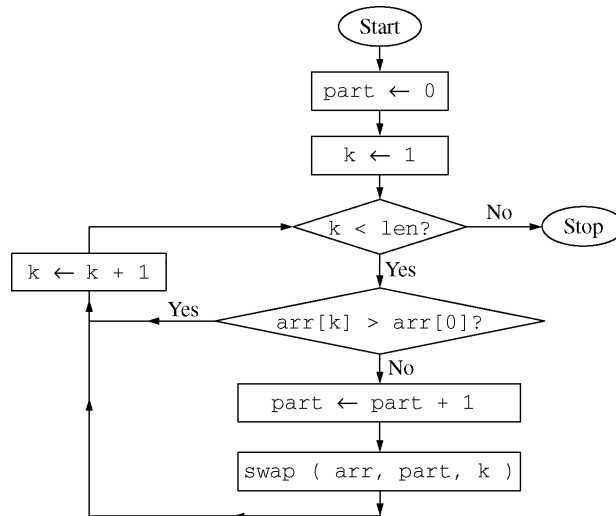 Start
part ← 0
k ← 1
k < len?
No
Stop
Yes
k ← k + 1
arr[k] > arr[0]?
Yes
No
part ← part + 1
swap ( arr, part, k )